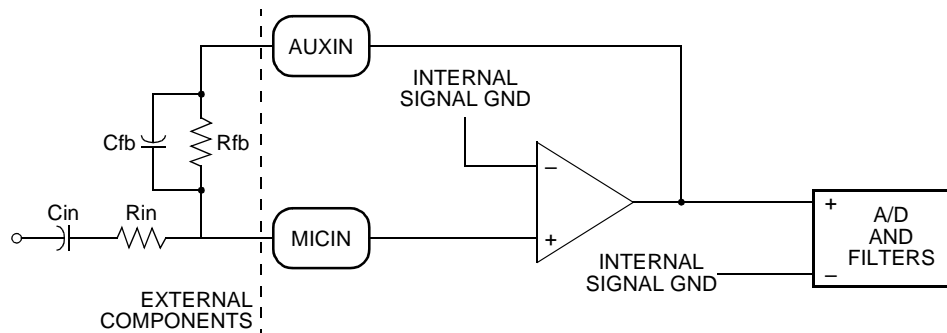 AUXIN
INTERNAL
SIGNAL GND
Cfb
Rfb
−
+
A/D
AND
FILTERS
Cin
Rin
MICIN
+
INTERNAL
SIGNAL GND
−
EXTERNAL
COMPONENTS